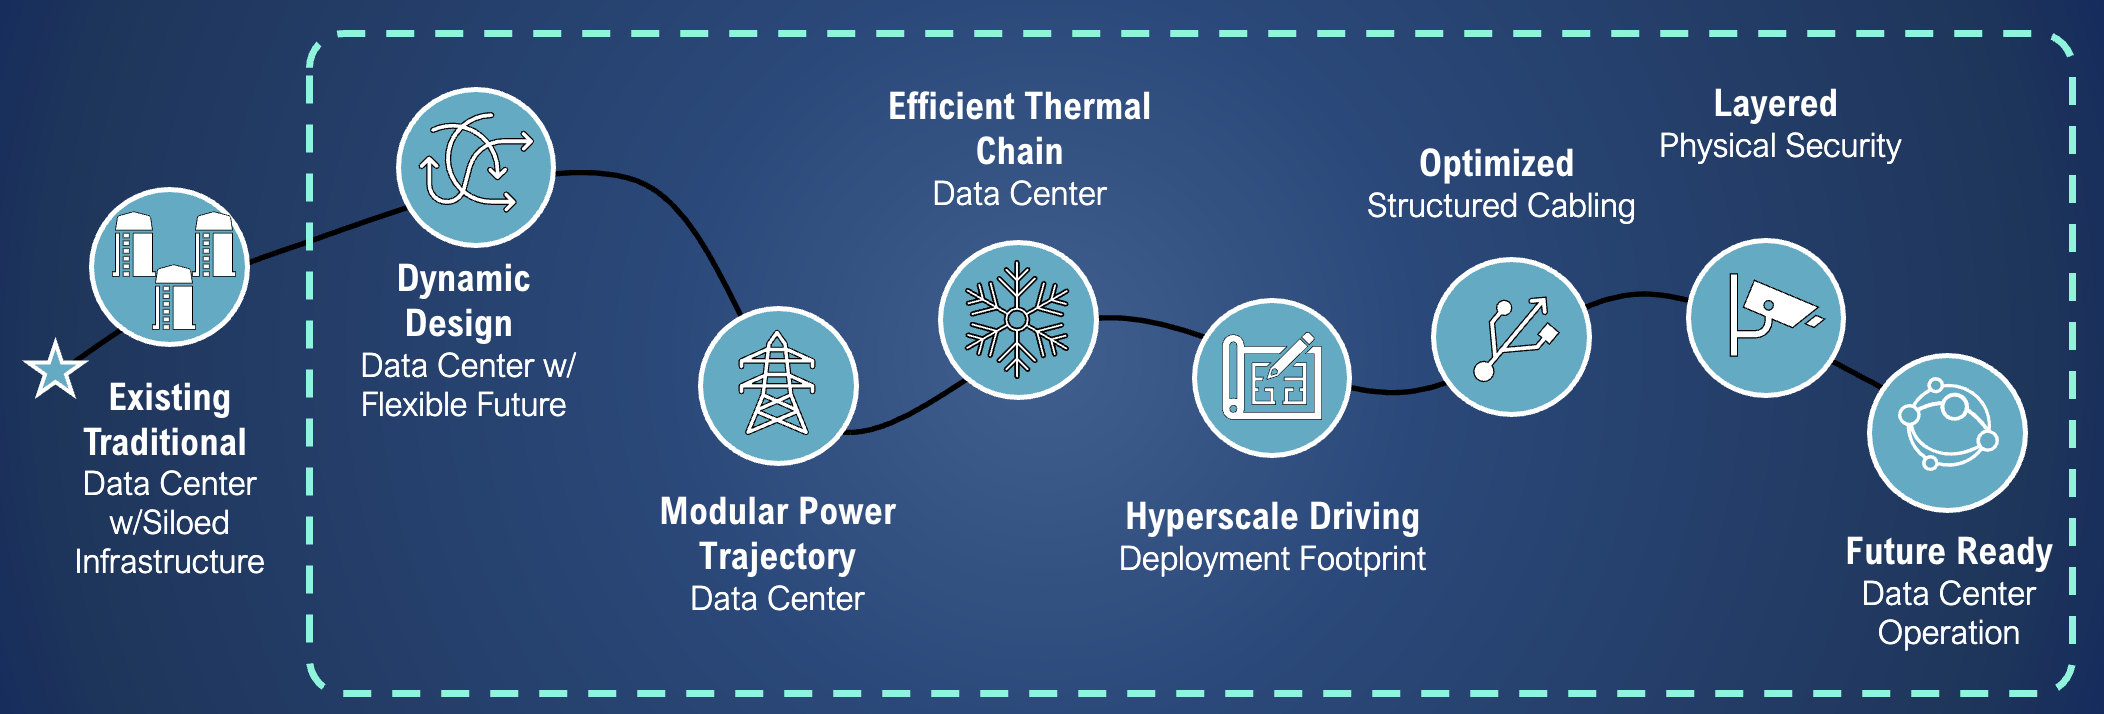 Existing
Traditional
Data Center
w/Siloed
Infrastructure
Dynamic
Design
Data Center w/
Flexible Future
Modular Power
Trajectory
Data Center
Efficient Thermal
Chain
Data Center
Hyperscale Driving
Deployment Footprint
Optimized
Structured Cabling
Layered
Physical Security
Future Ready
Data Center
Operation